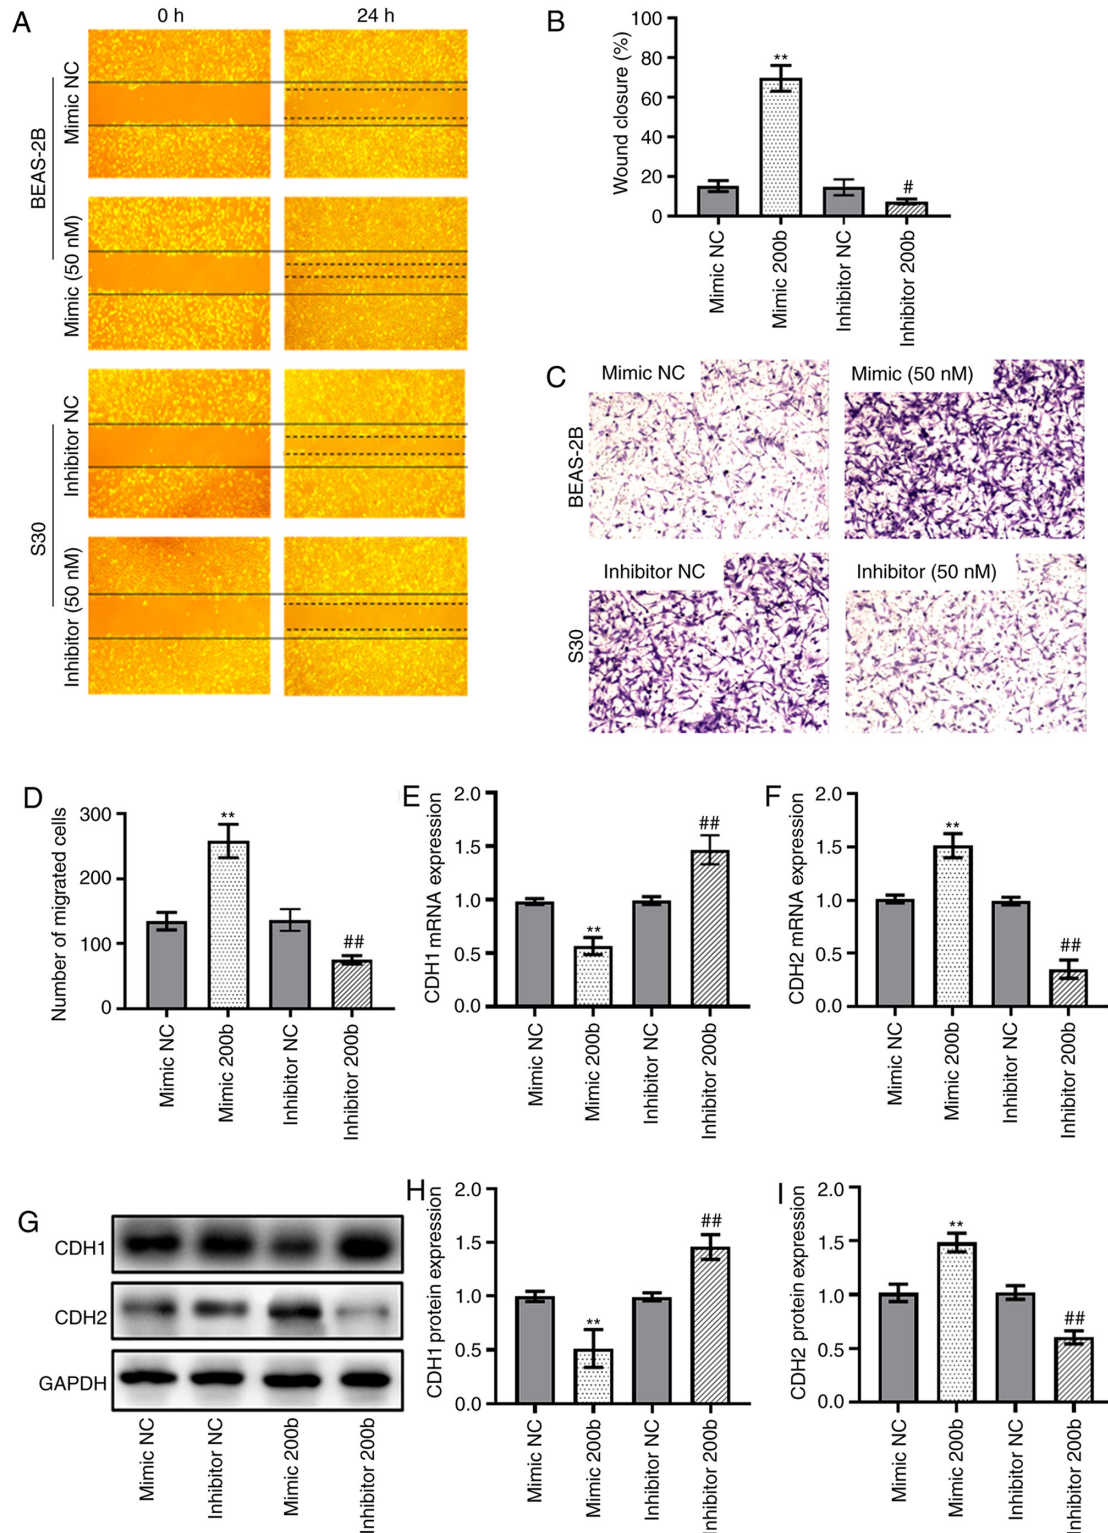 A
0 h
24 h
BEAS-2B
Mimic NC
Mimic (50 nM)
S30
Inhibitor NC
Inhibitor (50 nM)
B
Wound closure (%)
100
80
60
40
20
0
**
#
Mimic NC
Mimic 200b
Inhibitor NC
Inhibitor 200b
C
BEAS-2B
Mimic NC
Mimic (50 nM)
S30
Inhibitor NC
Inhibitor (50 nM)
D
Number of migrated cells
300
200
100
0
**
##
Mimic NC
Mimic 200b
Inhibitor NC
Inhibitor 200b
E
CDH1 mRNA expression
2.0
1.5
1.0
0.5
0.0
**
##
Mimic NC
Mimic 200b
Inhibitor NC
Inhibitor 200b
F
CDH2 mRNA expression
2.0
1.5
1.0
0.5
0.0
**
##
Mimic NC
Mimic 200b
Inhibitor NC
Inhibitor 200b
G
CDH1
CDH2
GAPDH
Mimic NC
Inhibitor NC
Mimic 200b
Inhibitor 200b
H
CDH1 protein expression
2.0
1.5
1.0
0.5
0.0
**
##
Mimic NC
Mimic 200b
Inhibitor NC
Inhibitor 200b
I
CDH2 protein expression
2.0
1.5
1.0
0.5
0.0
**
##
Mimic NC
Mimic 200b
Inhibitor NC
Inhibitor 200b